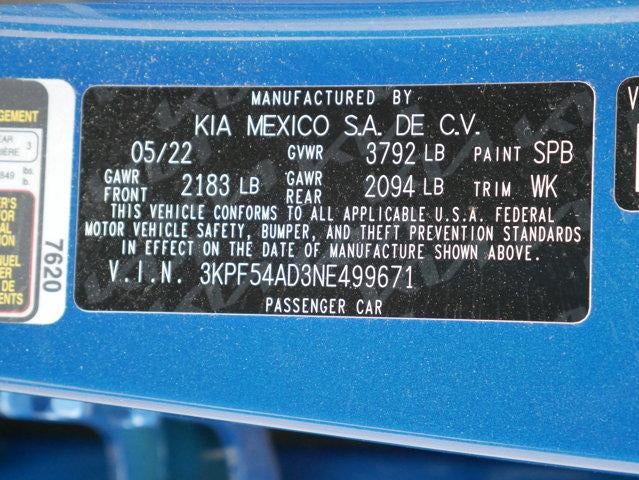 MANUFACTURED BY
KIA MEXICO S.A. DE C.V.
05/22 GVWR 3792 LB PAINT SPB
GAWR FRONT 2183 LB GAWR REAR 2094 LB TRIM WK
THIS VEHICLE CONFORMS TO ALL APPLICABLE U.S.A. FEDERAL
MOTOR VEHICLE SAFETY, BUMPER, AND THEFT PREVENTION STANDARDS
IN EFFECT ON THE DATE OF MANUFACTURE SHOWN ABOVE.
V.I.N. 3KPF54AD3NE499671
PASSENGER CAR
7620
3
lbs.